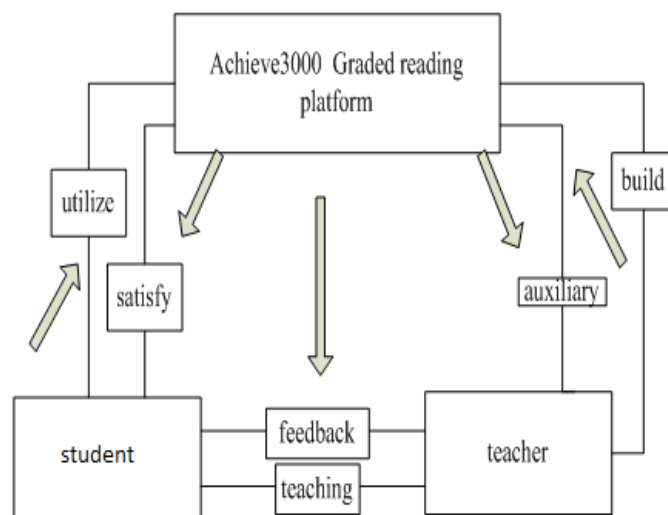 Achieve3000 Graded reading
platform
utilize
build
satisfy
auxiliary
student
feedback
teacher
teaching